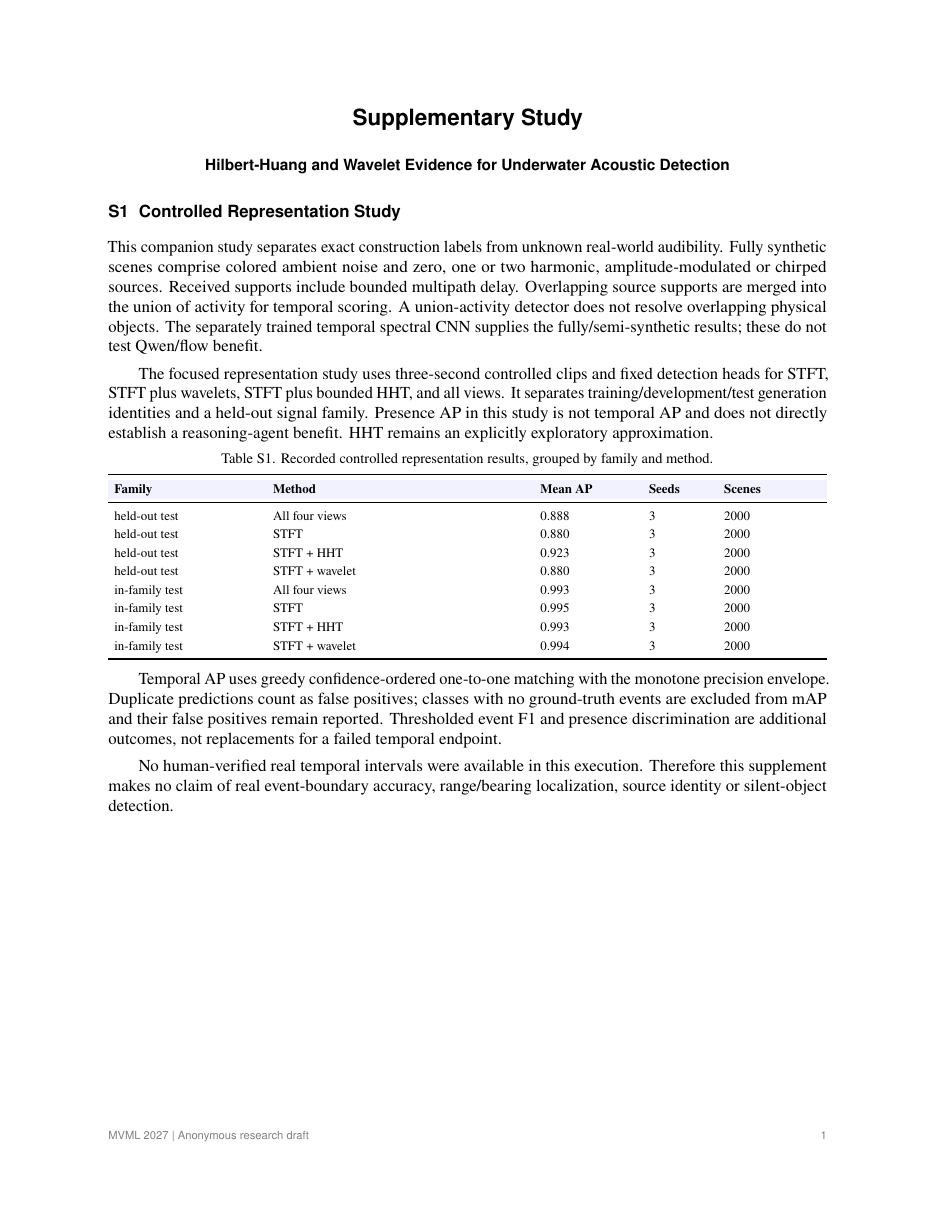 Supplementary Study
Hilbert-Huang and Wavelet Evidence for Underwater Acoustic Detection
S1 Controlled Representation Study
This companion study separates exact construction labels from unknown real-world audibility. Fully synthetic
scenes comprise colored ambient noise and zero, one or two harmonic, amplitude-modulated or chirped
sources. Received supports include bounded multipath delay. Overlapping source supports are merged into
the union of activity for temporal scoring. A union-activity detector does not resolve overlapping physical
objects. The separately trained temporal spectral CNN supplies the fully/semi-synthetic results; these do not
test Qwen/flow benefit.
The focused representation study uses three-second controlled clips and fixed detection heads for STFT,
STFT plus wavelets, STFT plus bounded HHT, and all views. It separates training/development/test generation
identities and a held-out signal family. Presence AP in this study is not temporal AP and does not directly
establish a reasoning-agent benefit. HHT remains an explicitly exploratory approximation.
Table S1. Recorded controlled representation results, grouped by family and method.
Family Method Mean AP Seeds Scenes
held-out test All four views 0.888 3 2000
held-out test STFT 0.880 3 2000
held-out test STFT + HHT 0.923 3 2000
held-out test STFT + wavelet 0.880 3 2000
in-family test All four views 0.993 3 2000
in-family test STFT 0.995 3 2000
in-family test STFT + HHT 0.993 3 2000
in-family test STFT + wavelet 0.994 3 2000
Temporal AP uses greedy confidence-ordered one-to-one matching with the monotone precision envelope.
Duplicate predictions count as false positives; classes with no ground-truth events are excluded from mAP
and their false positives remain reported. Thresholded event F1 and presence discrimination are additional
outcomes, not replacements for a failed temporal endpoint.
No human-verified real temporal intervals were available in this execution. Therefore this supplement
makes no claim of real event-boundary accuracy, range/bearing localization, source identity or silent-object
detection.
MVML 2027 | Anonymous research draft 1